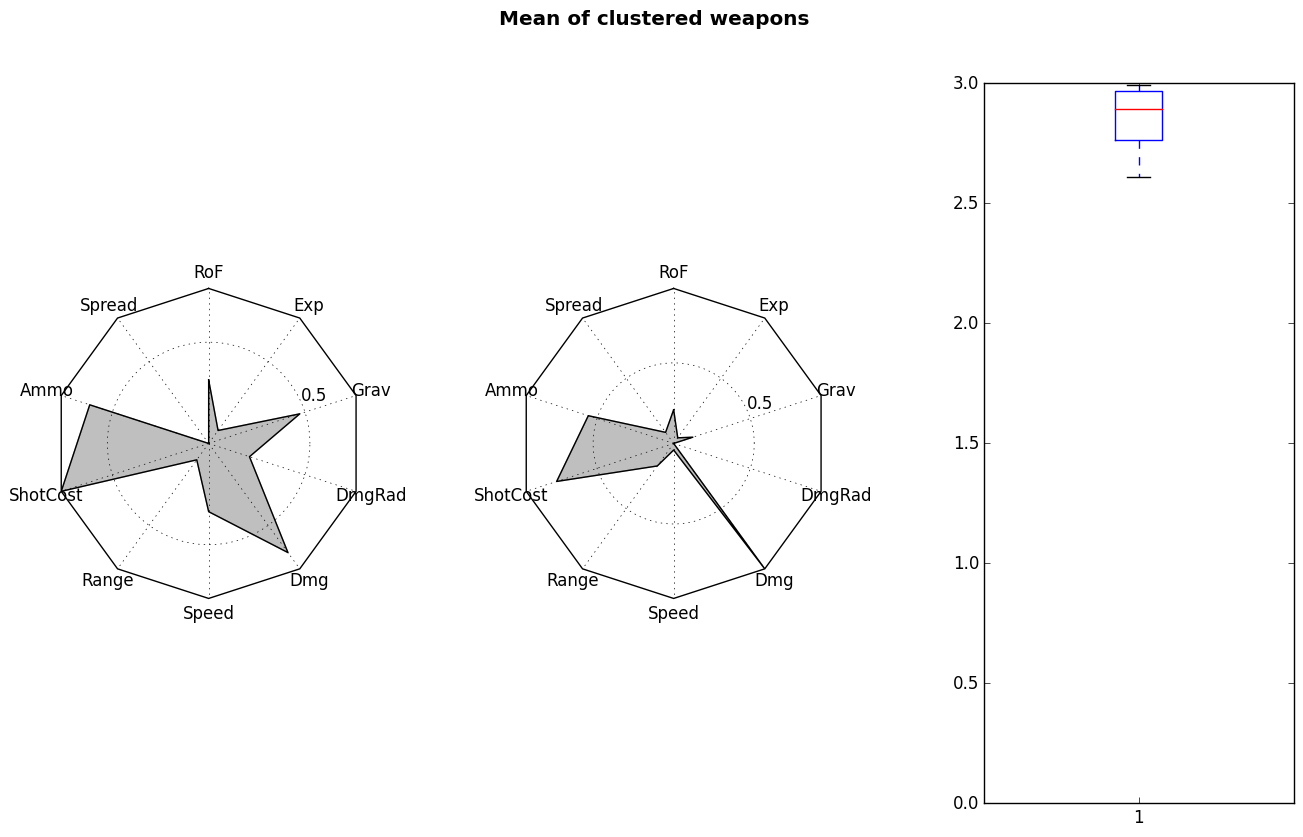 Mean of clustered weapons
RoF
Spread
Exp
Ammo
0.5
Grav
ShotCost
DmgRad
Range
Dmg
Speed
RoF
Spread
Exp
Ammo
0.5
Grav
ShotCost
DmgRad
Range
Dmg
Speed
3.0
2.5
2.0
1.5
1.0
0.5
0.0
1